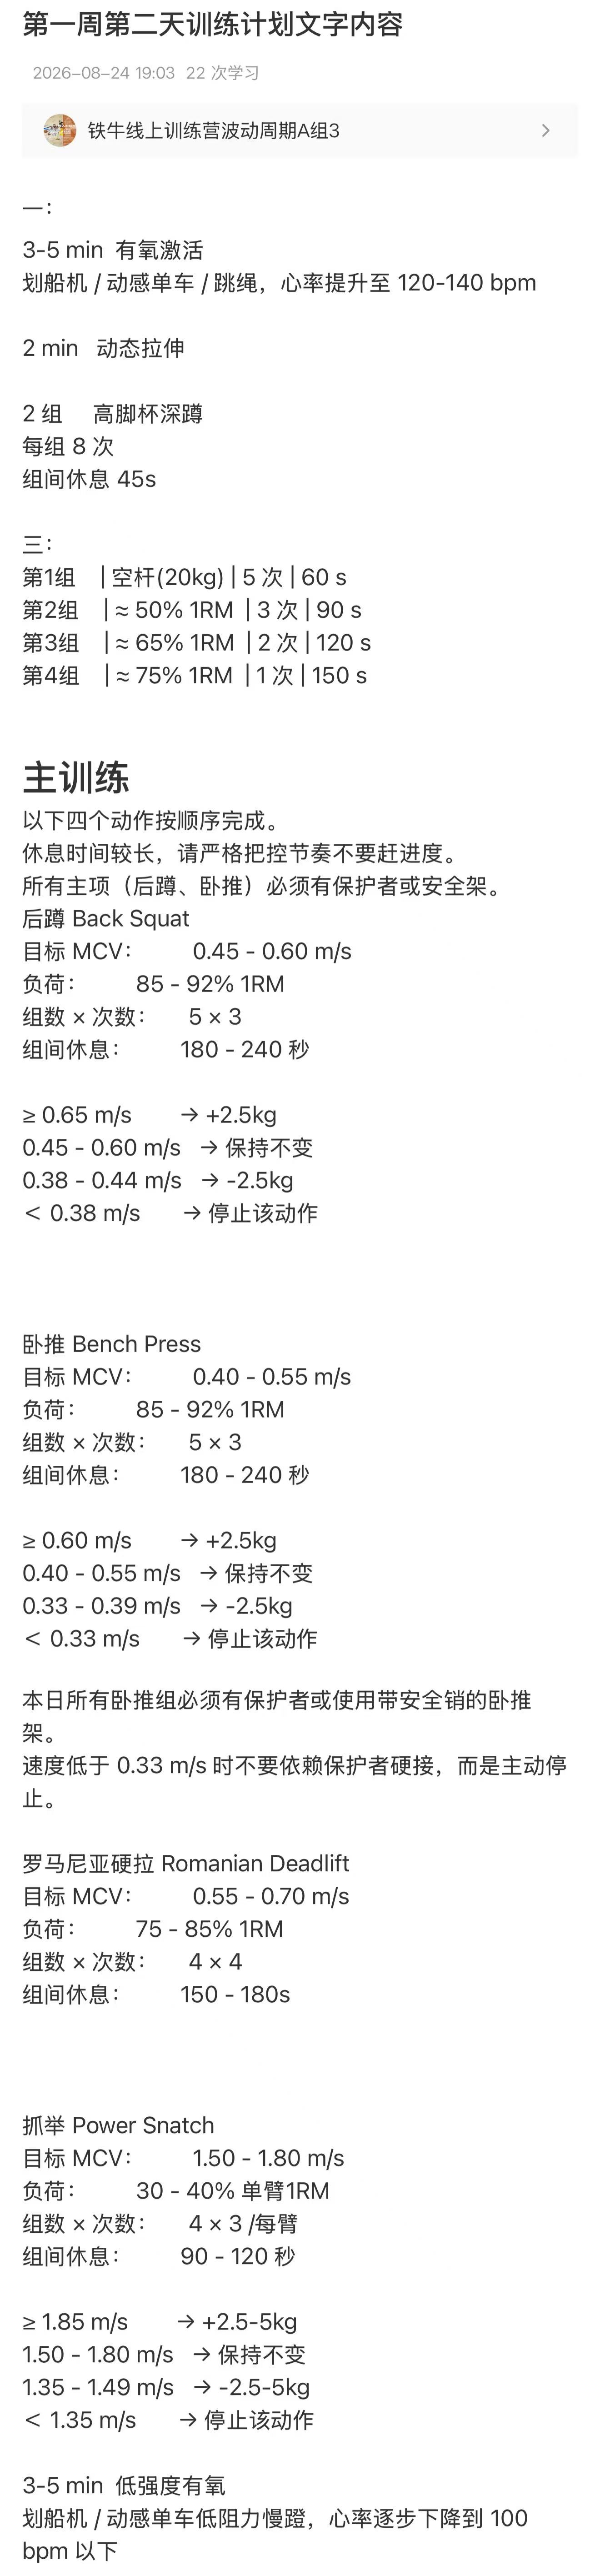 第一周第二天训练计划文字内容
2026-08-24 19:03 22 次学习
铁牛线上训练营波动周期A组3
一：
3-5 min 有氧激活
划船机 / 动感单车 / 跳绳，心率提升至 120-140 bpm
2 min 动态拉伸
2 组 高脚杯深蹲
每组 8 次
组间休息 45s
三：
第1组 | 空杆(20kg) | 5 次 | 60 s
第2组 | ≈ 50% 1RM | 3 次 | 90 s
第3组 | ≈ 65% 1RM | 2 次 | 120 s
第4组 | ≈ 75% 1RM | 1 次 | 150 s
主训练
以下四个动作按顺序完成。
休息时间较长，请严格把控节奏不要赶进度。
所有主项（后蹲、卧推）必须有保护者或安全架。
后蹲 Back Squat
目标 MCV： 0.45 - 0.60 m/s
负荷： 85 - 92% 1RM
组数 × 次数： 5 × 3
组间休息： 180 - 240 秒
≥ 0.65 m/s → +2.5kg
0.45 - 0.60 m/s → 保持不变
0.38 - 0.44 m/s → -2.5kg
＜ 0.38 m/s → 停止该动作
卧推 Bench Press
目标 MCV： 0.40 - 0.55 m/s
负荷： 85 - 92% 1RM
组数 × 次数： 5 × 3
组间休息： 180 - 240 秒
≥ 0.60 m/s → +2.5kg
0.40 - 0.55 m/s → 保持不变
0.33 - 0.39 m/s → -2.5kg
＜ 0.33 m/s → 停止该动作
本日所有卧推组必须有保护者或使用带安全销的卧推
架。
速度低于 0.33 m/s 时不要依赖保护者硬接，而是主动停
止。
罗马尼亚硬拉 Romanian Deadlift
目标 MCV： 0.55 - 0.70 m/s
负荷： 75 - 85% 1RM
组数 × 次数： 4 × 4
组间休息： 150 - 180s
抓举 Power Snatch
目标 MCV： 1.50 - 1.80 m/s
负荷： 30 - 40% 单臂1RM
组数 × 次数： 4 × 3 /每臂
组间休息： 90 - 120 秒
≥ 1.85 m/s → +2.5-5kg
1.50 - 1.80 m/s → 保持不变
1.35 - 1.49 m/s → -2.5-5kg
＜ 1.35 m/s → 停止该动作
3-5 min 低强度有氧
划船机 / 动感单车低阻力慢蹬，心率逐步下降到 100
bpm 以下